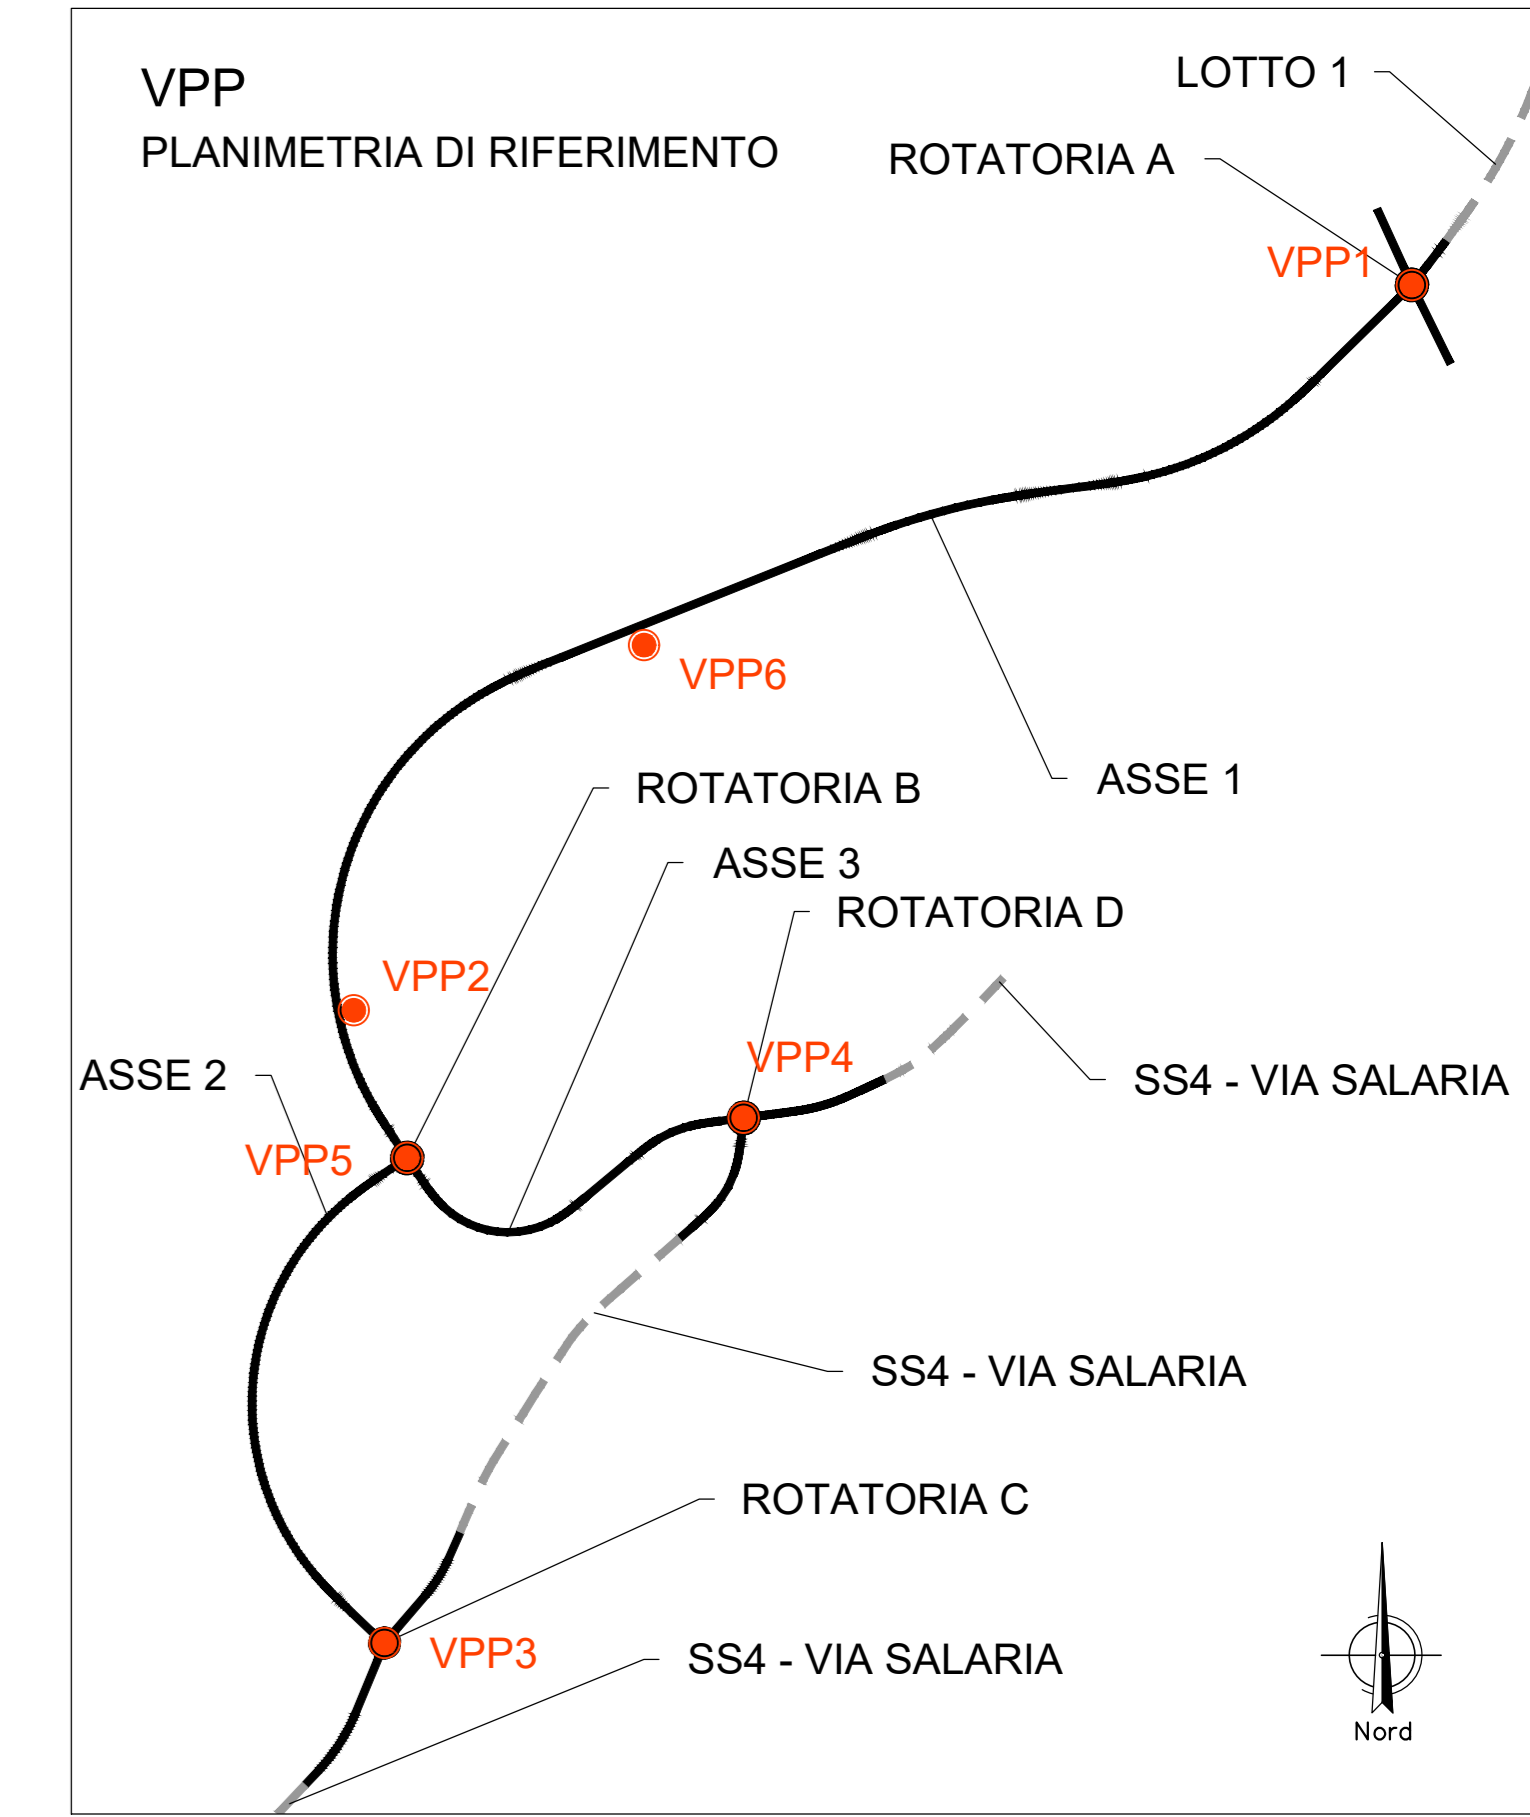 VPP
LOTTO 1
PLANIMETRIA DI RIFERIMENTO
ROTATORIA A
VPP1
VPP6
ASSE 1
ROTATORIA B
ASSE 3
ROTATORIA D
VPP2
VPP4
ASSE 2
SS4 - VIA SALARIA
VPP5
SS4 - VIA SALARIA
ROTATORIA C
VPP3
SS4 - VIA SALARIA
Nord